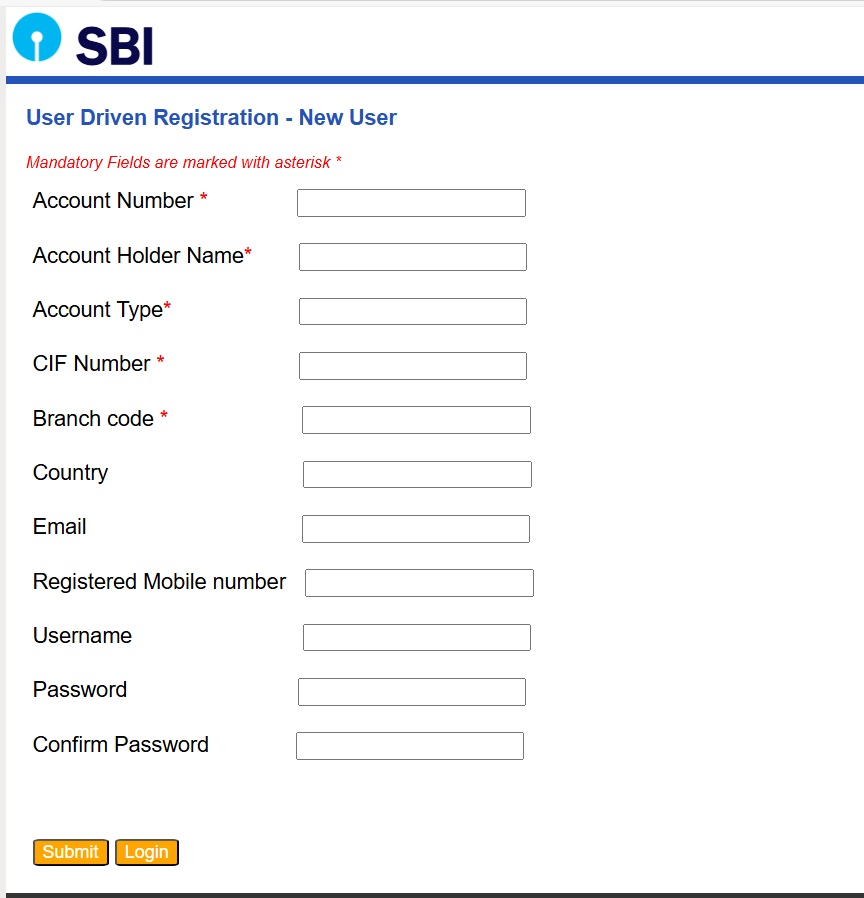 SBI
User Driven Registration - New User
Mandatory Fields are marked with asterisk *
Account Number *
Account Holder Name*
Account Type*
CIF Number *
Branch code *
Country
Email
Registered Mobile number
Username
Password
Confirm Password
Submit Login